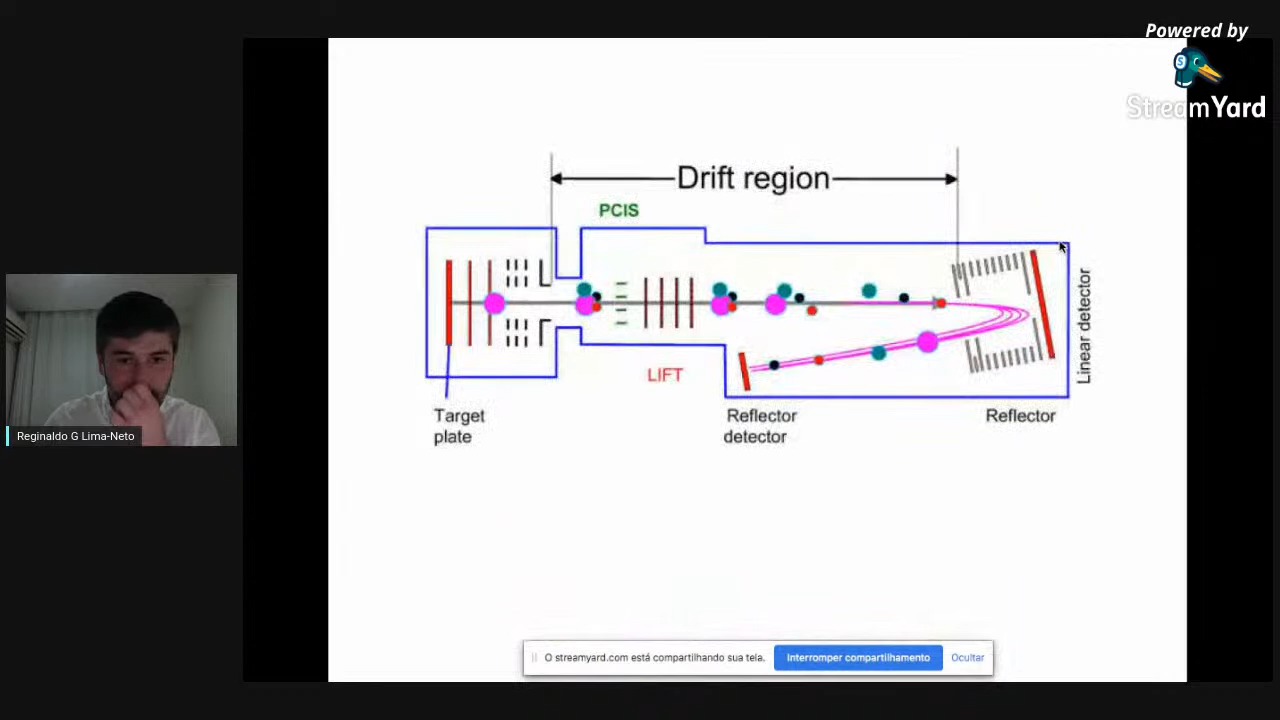 Powered by
StreamYard
Drift region
PCIS
Linear detector
LIFT
Target
plate
Reflector
detector
Reflector
Reginaldo G Lima-Neto
O streamyard.com está compartilhando sua tela.
Interromper compartilhamento
Ocultar